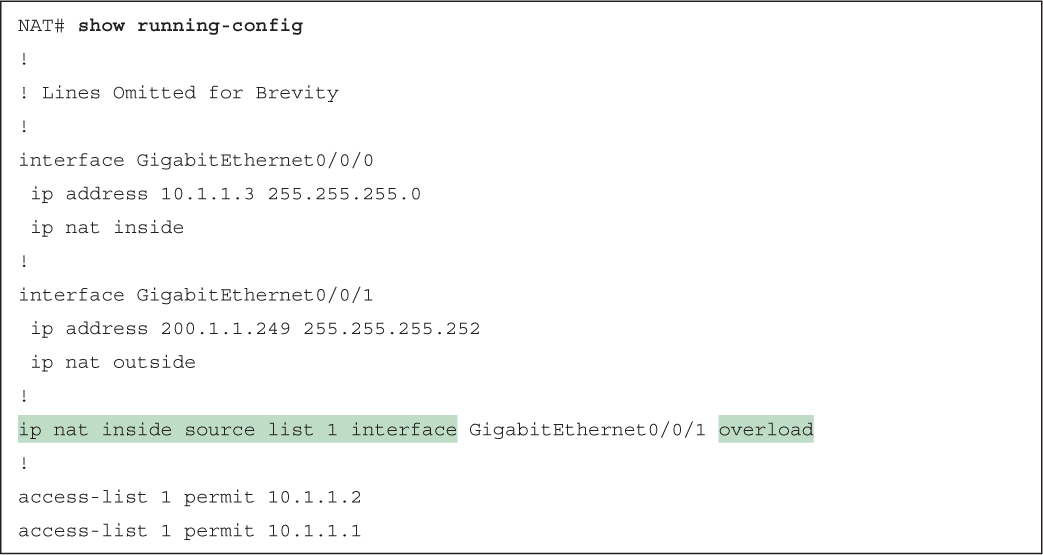 NAT# show running-config
!
! Lines Omitted for Brevity
!
interface GigabitEthernet0/0/0
 ip address 10.1.1.3 255.255.255.0
 ip nat inside
!
interface GigabitEthernet0/0/1
 ip address 200.1.1.249 255.255.255.252
 ip nat outside
!
ip nat inside source list 1 interface GigabitEthernet0/0/1 overload
!
access-list 1 permit 10.1.1.2
access-list 1 permit 10.1.1.1